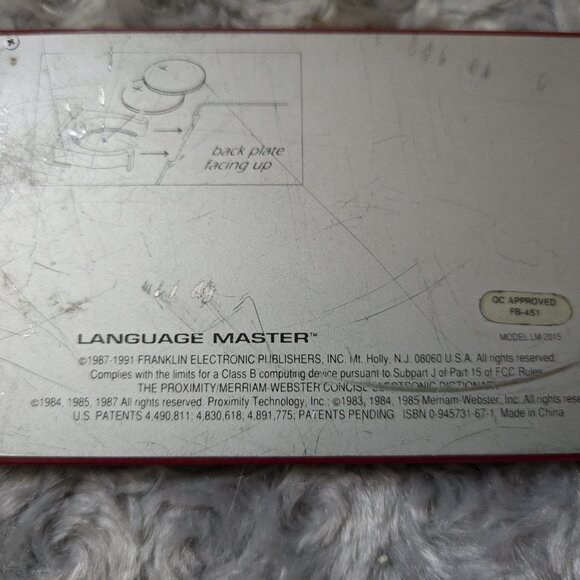 back plate
facing up
QC APPROVED
FB-451
MODEL LM-2015
LANGUAGE MASTER™
©1987-1991 FRANKLIN ELECTRONIC PUBLISHERS, INC. Mt. Holly, N.J. 08060 U.S.A. All rights reserved.
Complies with the limits for a Class B computing device pursuant to Subpart J of Part 15 of FCC Rules
THE PROXIMITY/MERRIAM-WEBSTER CONCISE ELECTRONIC DICTIONARY
©1984, 1985, 1987 All rights reserved. Proximity Technology, Inc.; ©1983, 1984, 1985 Merriam-Webster, Inc. All rights rese
U.S. PATENTS 4,490,811; 4,830,618; 4,891,775; PATENTS PENDING ISBN 0-945731-67-1, Made in China